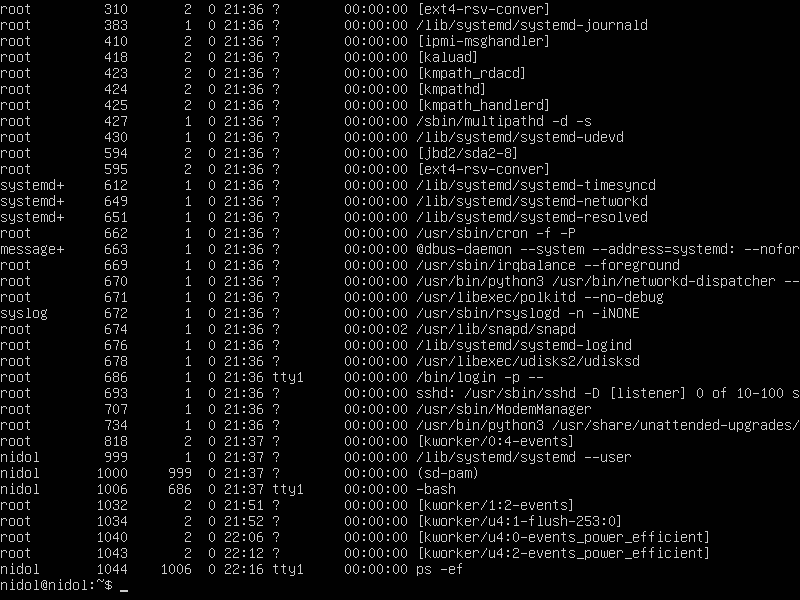 root 310 2 0 21:36 ? 00:00:00 [ext4-rsv-conver]
root 383 1 0 21:36 ? 00:00:00 /lib/systemd/systemd-journald
root 410 2 0 21:36 ? 00:00:00 [ipmi-msghandler]
root 418 2 0 21:36 ? 00:00:00 [kaluad]
root 423 2 0 21:36 ? 00:00:00 [kmpath_rdacd]
root 424 2 0 21:36 ? 00:00:00 [kmpathd]
root 425 2 0 21:36 ? 00:00:00 [kmpath_handlerd]
root 427 1 0 21:36 ? 00:00:00 /sbin/multipathd -d -s
root 430 1 0 21:36 ? 00:00:00 /lib/systemd/systemd-udevd
root 594 2 0 21:36 ? 00:00:00 [jbd2/sda2-8]
root 595 2 0 21:36 ? 00:00:00 [ext4-rsv-conver]
systemd+ 612 1 0 21:36 ? 00:00:00 /lib/systemd/systemd-timesyncd
systemd+ 649 1 0 21:36 ? 00:00:00 /lib/systemd/systemd-networkd
systemd+ 651 1 0 21:36 ? 00:00:00 /lib/systemd/systemd-resolved
root 662 1 0 21:36 ? 00:00:00 /usr/sbin/cron -f -P
message+ 663 1 0 21:36 ? 00:00:00 @dbus-daemon --system --address=systemd: --nofor
root 669 1 0 21:36 ? 00:00:00 /usr/sbin/irqbalance --foreground
root 670 1 0 21:36 ? 00:00:00 /usr/bin/python3 /usr/bin/networkd-dispatcher --
root 671 1 0 21:36 ? 00:00:00 /usr/libexec/polkitd --no-debug
syslog 672 1 0 21:36 ? 00:00:00 /usr/sbin/rsyslogd -n -iNONE
root 674 1 0 21:36 ? 00:00:02 /usr/lib/snapd/snapd
root 676 1 0 21:36 ? 00:00:00 /lib/systemd/systemd-logind
root 678 1 0 21:36 ? 00:00:00 /usr/libexec/udisks2/udisksd
root 686 1 0 21:36 tty1 00:00:00 /bin/login -p --
root 693 1 0 21:36 ? 00:00:00 sshd: /usr/sbin/sshd -D [listener] 0 of 10-100 s
root 707 1 0 21:36 ? 00:00:00 /usr/sbin/ModemManager
root 734 1 0 21:36 ? 00:00:00 /usr/bin/python3 /usr/share/unattended-upgrades/
root 818 2 0 21:37 ? 00:00:00 [kworker/0:4-events]
nidol 999 1 0 21:37 ? 00:00:00 /lib/systemd/systemd --user
nidol 1000 999 0 21:37 ? 00:00:00 (sd-pam)
nidol 1006 686 0 21:37 tty1 00:00:00 -bash
root 1032 2 0 21:51 ? 00:00:00 [kworker/1:2-events]
root 1034 2 0 21:52 ? 00:00:00 [kworker/u4:1-flush-253:0]
root 1040 2 0 22:06 ? 00:00:00 [kworker/u4:0-events_power_efficient]
root 1043 2 0 22:12 ? 00:00:00 [kworker/u4:2-events_power_efficient]
nidol 1044 1006 0 22:16 tty1 00:00:00 ps -ef
nidol@nidol:~$ _